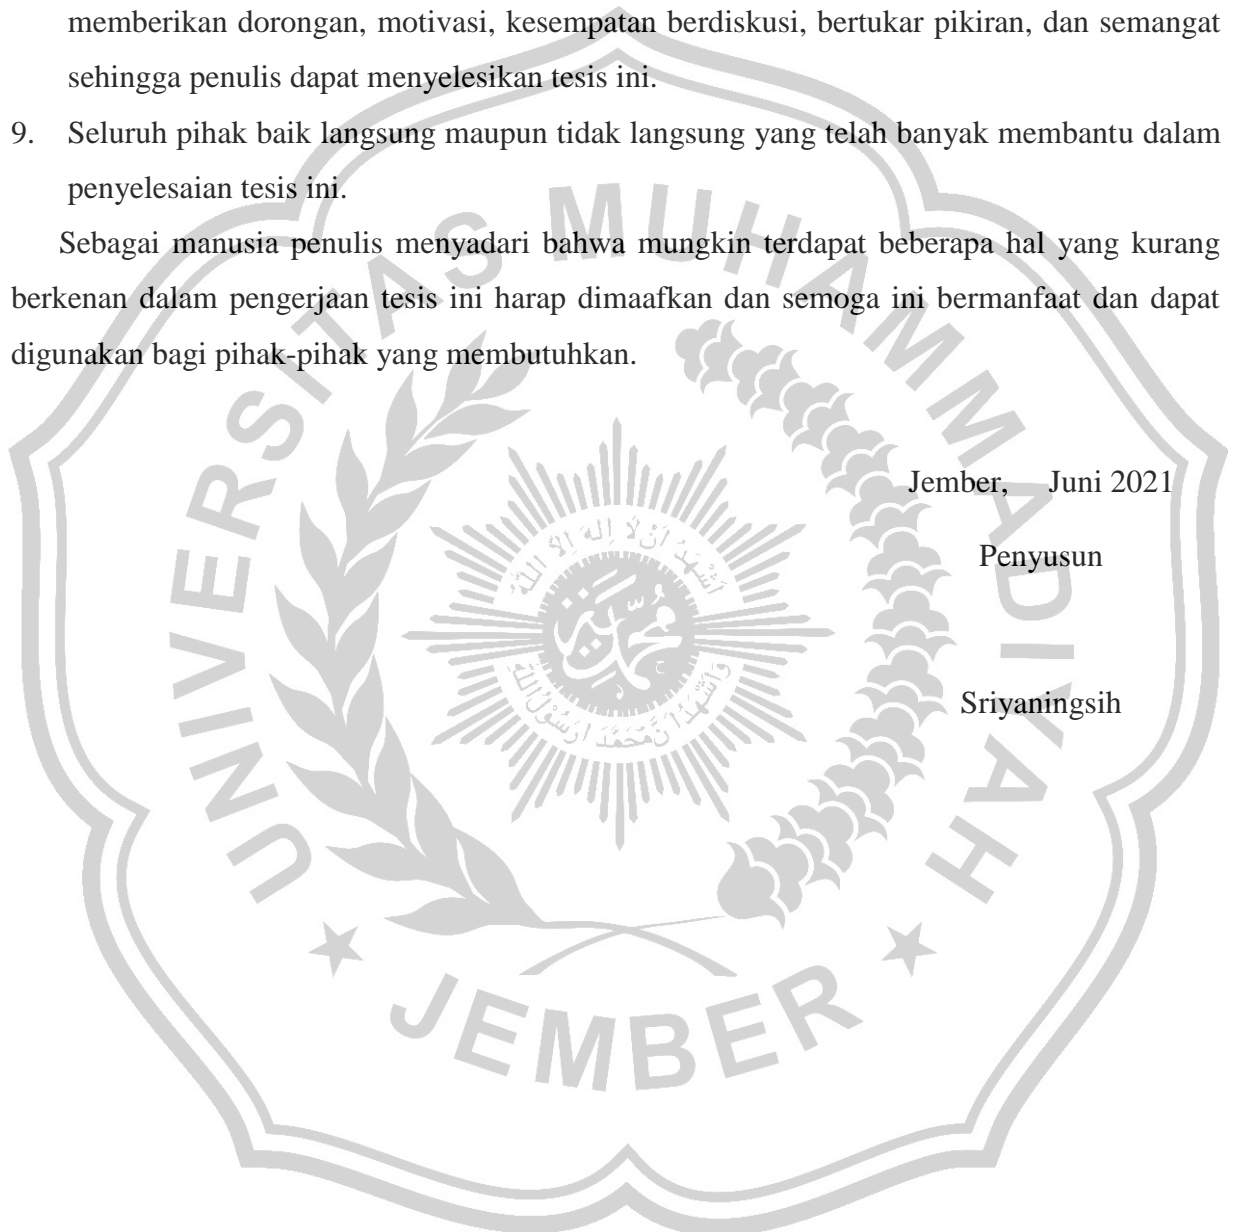 memberikan dorongan, motivasi, kesempatan berdiskusi, bertukar pikiran, dan semangat
sehingga penulis dapat menyelesikan tesis ini.
9. Seluruh pihak baik langsung maupun tidak langsung yang telah banyak membantu dalam
penyelesaian tesis ini.
Sebagai manusia penulis menyadari bahwa mungkin terdapat beberapa hal yang kurang
berkenan dalam pengerjaan tesis ini harap dimaafkan dan semoga ini bermanfaat dan dapat
digunakan bagi pihak-pihak yang membutuhkan.
Jember, Juni 2021
Penyusun
Sriyaningsih
UNIVERSITAS MUHAMMADIYAH
JEMBER